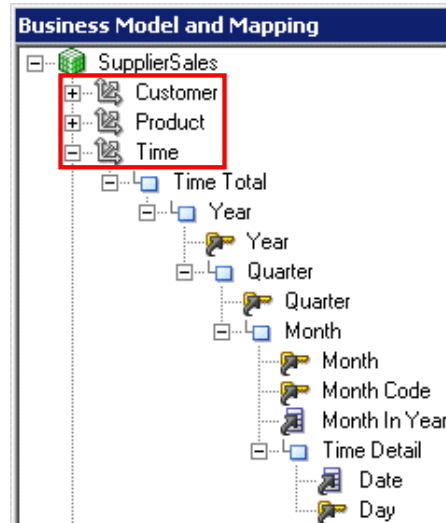 Business Model and Mapping
SupplierSales
Customer
Product
Time
Time Total
Year
Year
Quarter
Quarter
Month
Month
Month Code
Month In Year
Time Detail
Date
Day